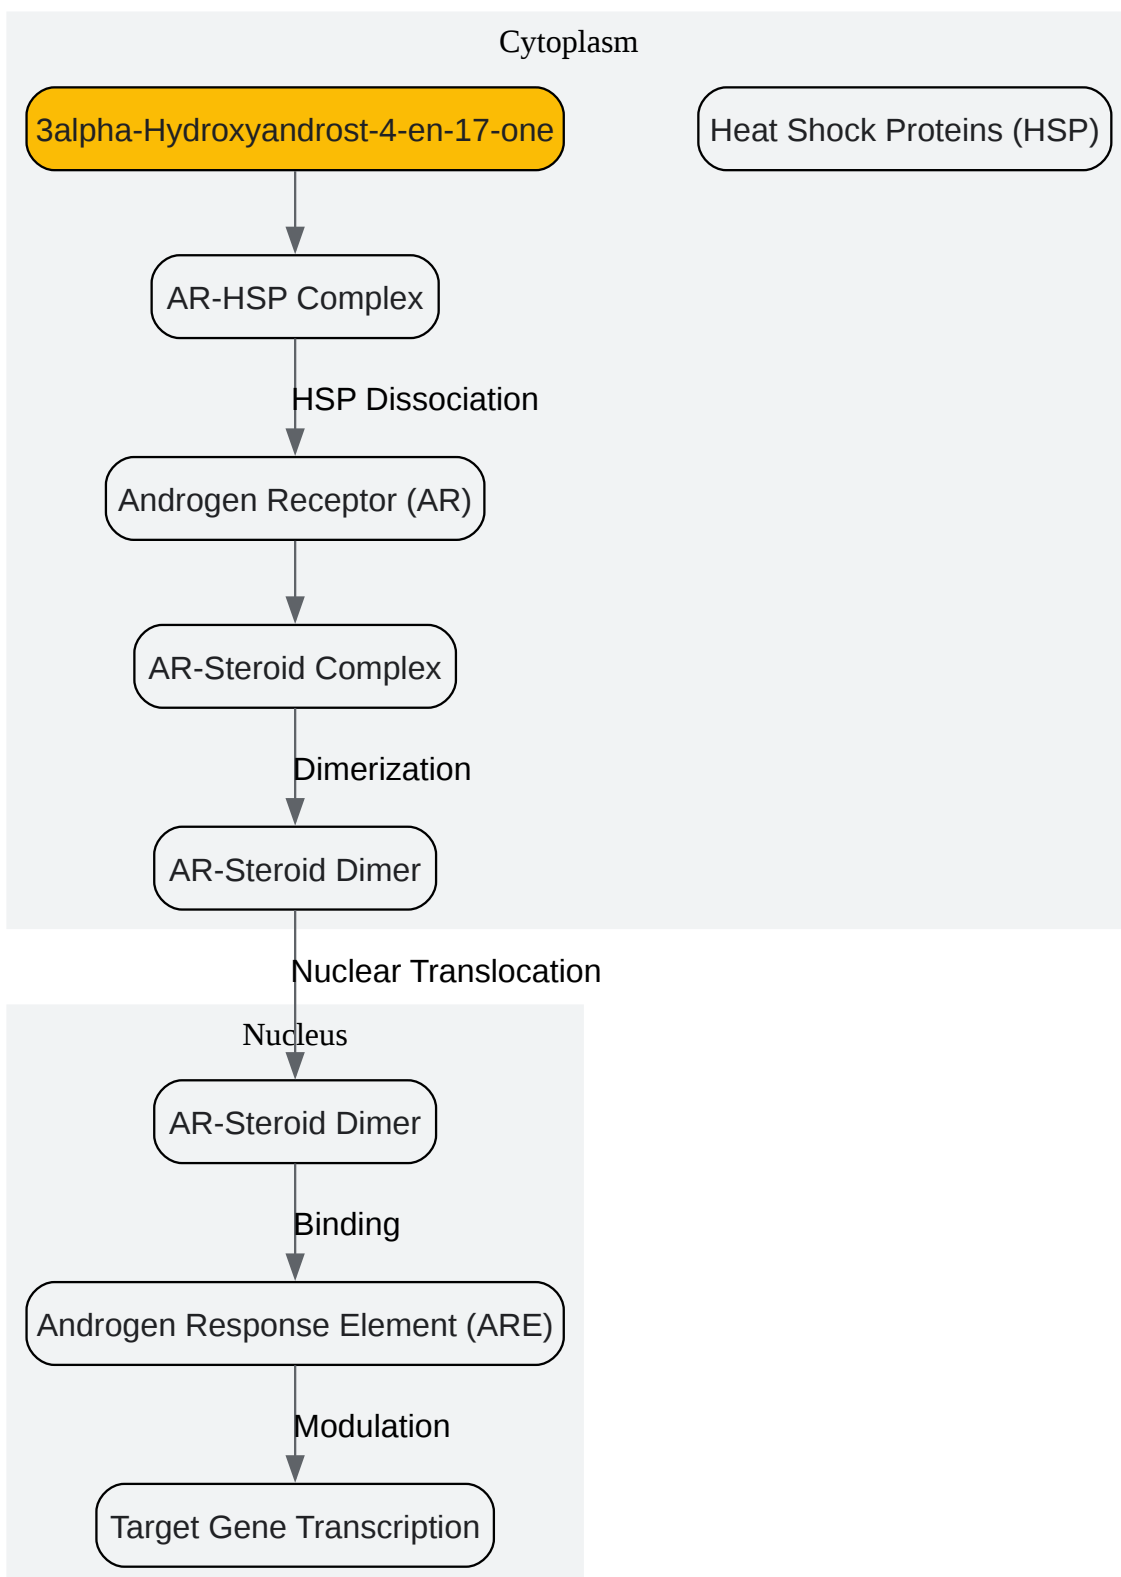 Cytoplasm
3alpha-Hydroxyandrost-4-en-17-one
Heat Shock Proteins (HSP)
AR-HSP Complex
HSP Dissociation
Androgen Receptor (AR)
AR-Steroid Complex
Dimerization
AR-Steroid Dimer
Nuclear Translocation
Nucleus
AR-Steroid Dimer
Binding
Androgen Response Element (ARE)
Modulation
Target Gene Transcription